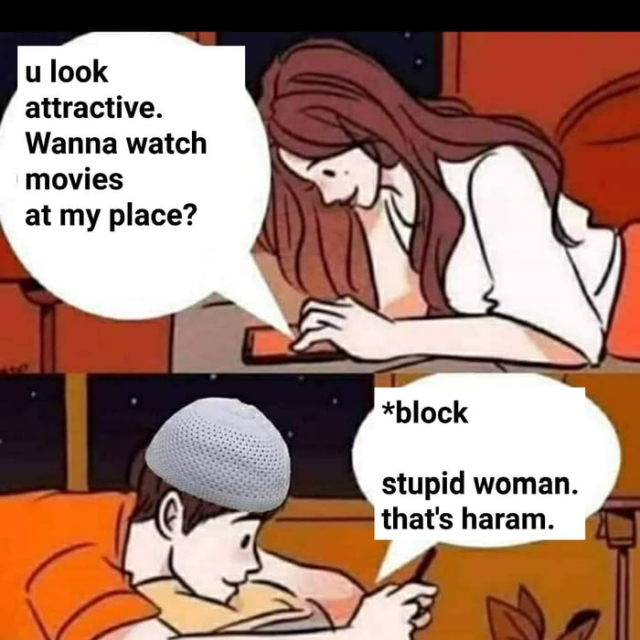 u look
attractive.
Wanna watch
movies
at my place?
*block
stupid woman.
that's haram.